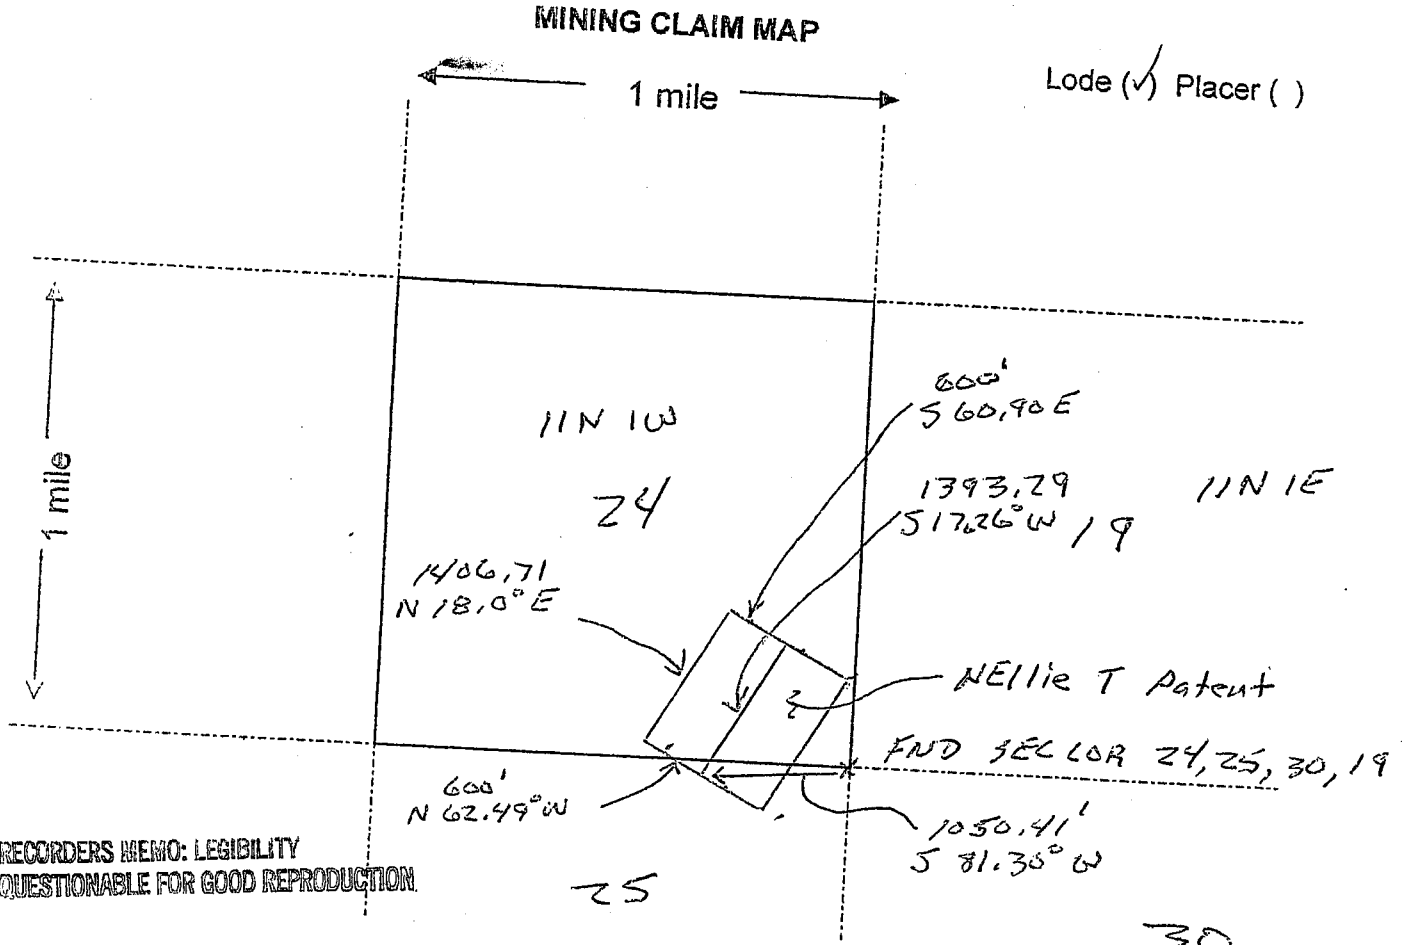 MINING CLAIM MAP
1 mile
Lode (✓) Placer ( )
1 mile
11N 1W
24
600'
S 60.90 E
1393.29
S 17.26° W
19
11N 1E
1406.71
N 18.0° E
NEllie T Patent
FND SEC COR 24, 25, 30, 19
600'
N 62.49° W
1050.41'
S 81.30° W
RECORDERS MEMO: LEGIBILITY
QUESTIONABLE FOR GOOD REPRODUCTION
25
30